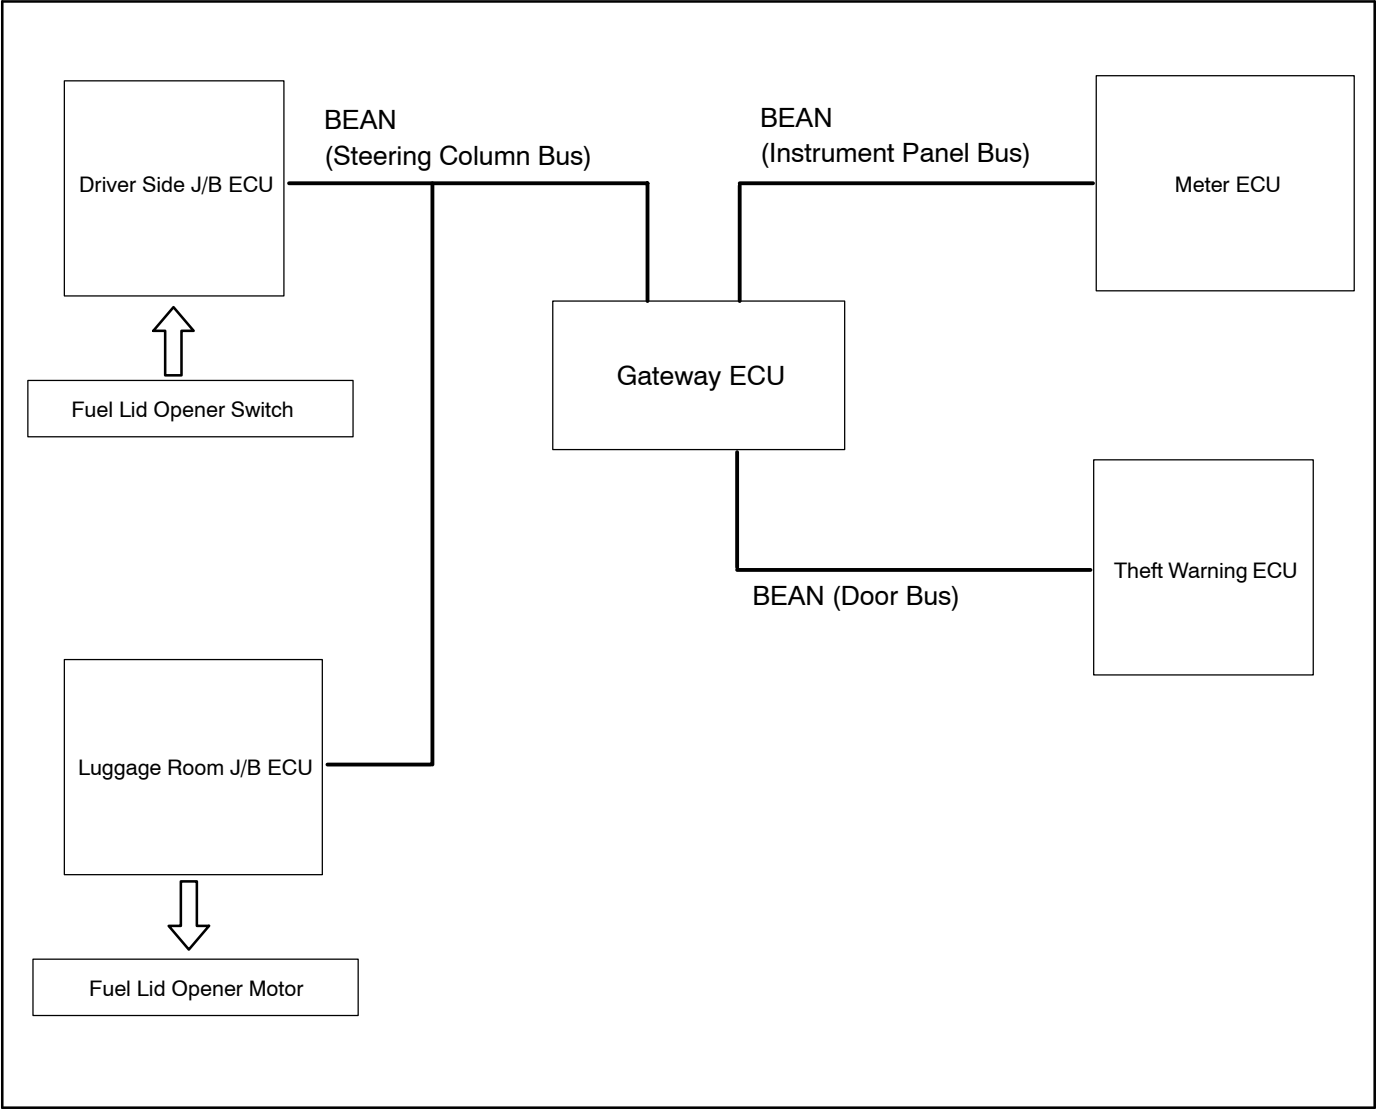 BEAN
(Steering Column Bus)
BEAN
(Instrument Panel Bus)
Driver Side J/B ECU
Meter ECU
Gateway ECU
Fuel Lid Opener Switch
Theft Warning ECU
BEAN (Door Bus)
Luggage Room J/B ECU
Fuel Lid Opener Motor